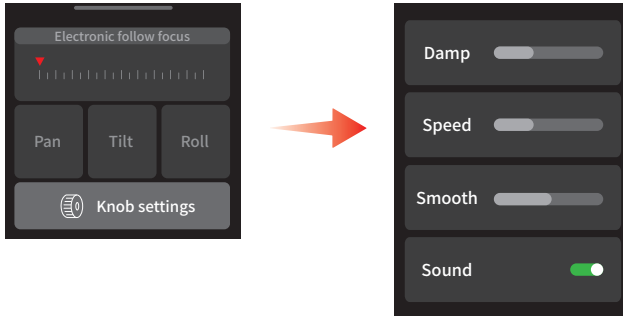 Electronic follow focus
Pan Tilt Roll
Knob settings
Damp
Speed
Smooth
Sound